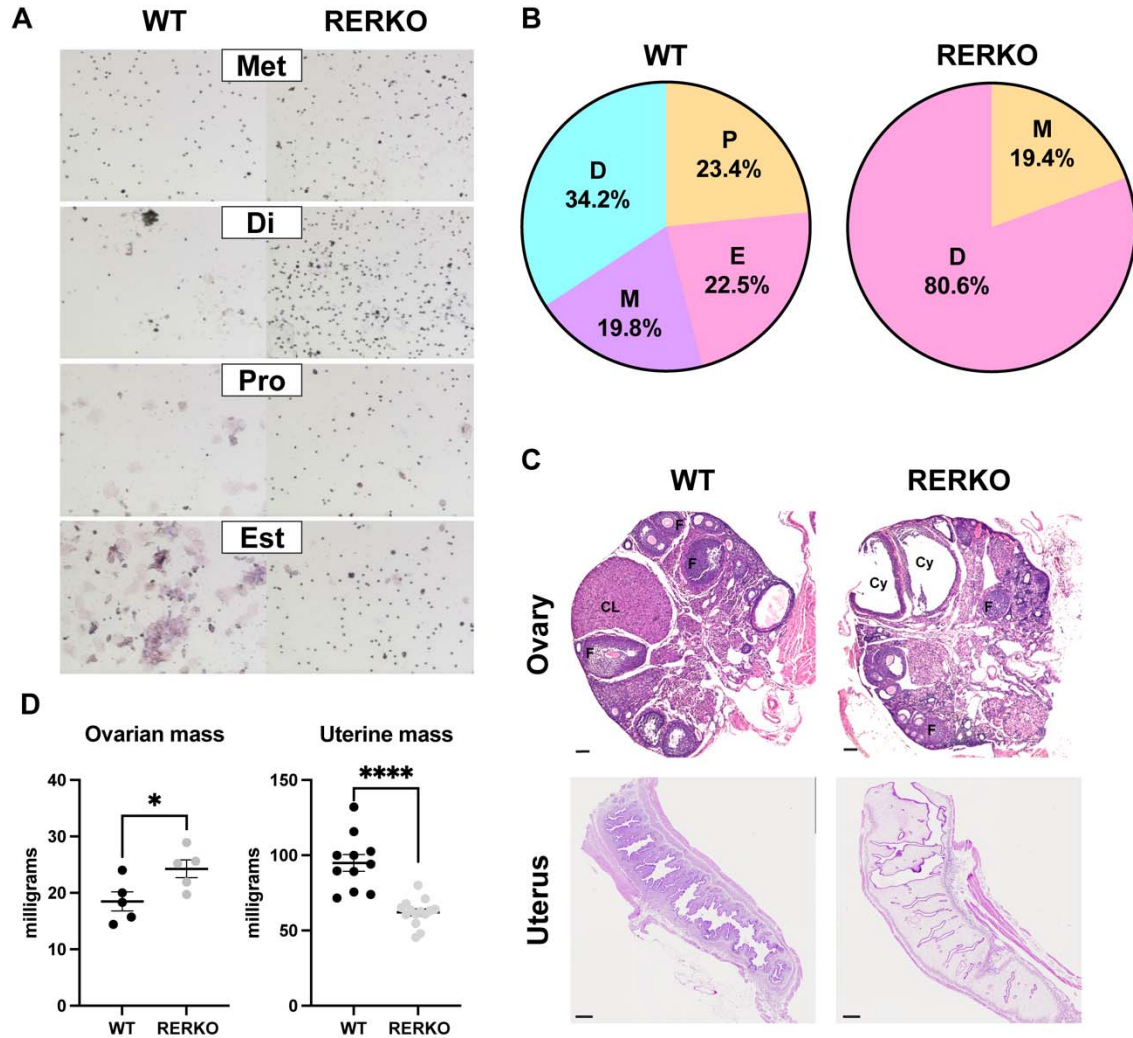 A
WT RERKO
Met
Di
Pro
Est
B
WT RERKO
P
23.4%
E
22.5%
M
19.8%
D
34.2%
M
19.4%
D
80.6%
C
WT RERKO
Ovary
F
F
CL
F
Cy
Cy
F
F
Uterus
D
Ovarian mass
milligrams
40
30
20
10
0
*
WT RERKO
Uterine mass
milligrams
150
100
50
0
****
WT RERKO